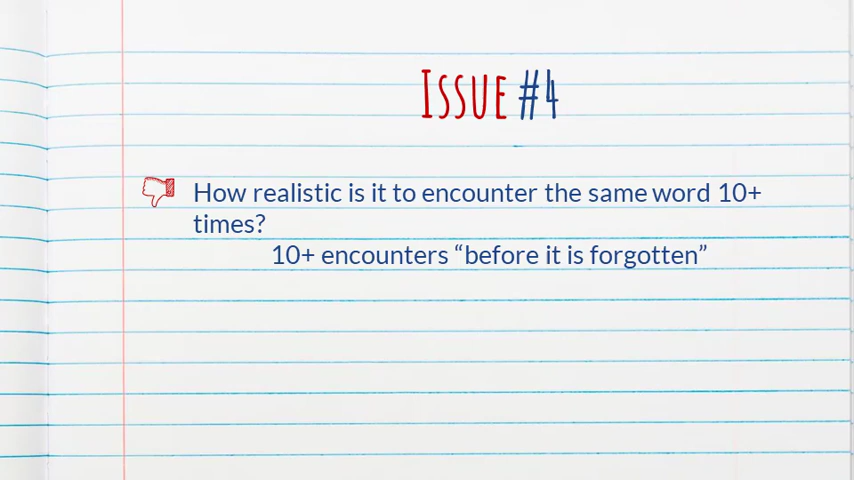 Issue #4
How realistic is it to encounter the same word 10+
times?
10+ encounters “before it is forgotten”